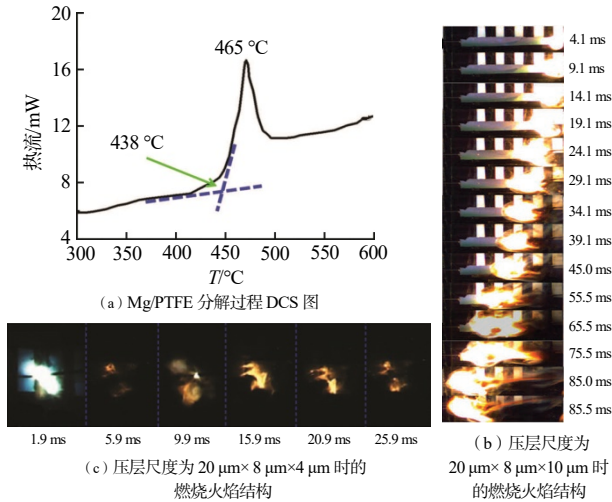 465 °C
438 °C
20
16
12
8
4
热流/mW
300
350
400
450
500
550
600
T/°C
（a）Mg/PTFE 分解过程 DCS 图
1.9 ms
5.9 ms
9.9 ms
15.9 ms
20.9 ms
25.9 ms
（c）压层尺度为 20 μm× 8 μm×4 μm 时的
燃烧火焰结构
4.1 ms
9.1 ms
14.1 ms
19.1 ms
24.1 ms
29.1 ms
34.1 ms
39.1 ms
45.0 ms
55.5 ms
65.5 ms
75.5 ms
85.0 ms
85.5 ms
（b）压层尺度为
20 μm× 8 μm×10 μm 时
的燃烧火焰结构